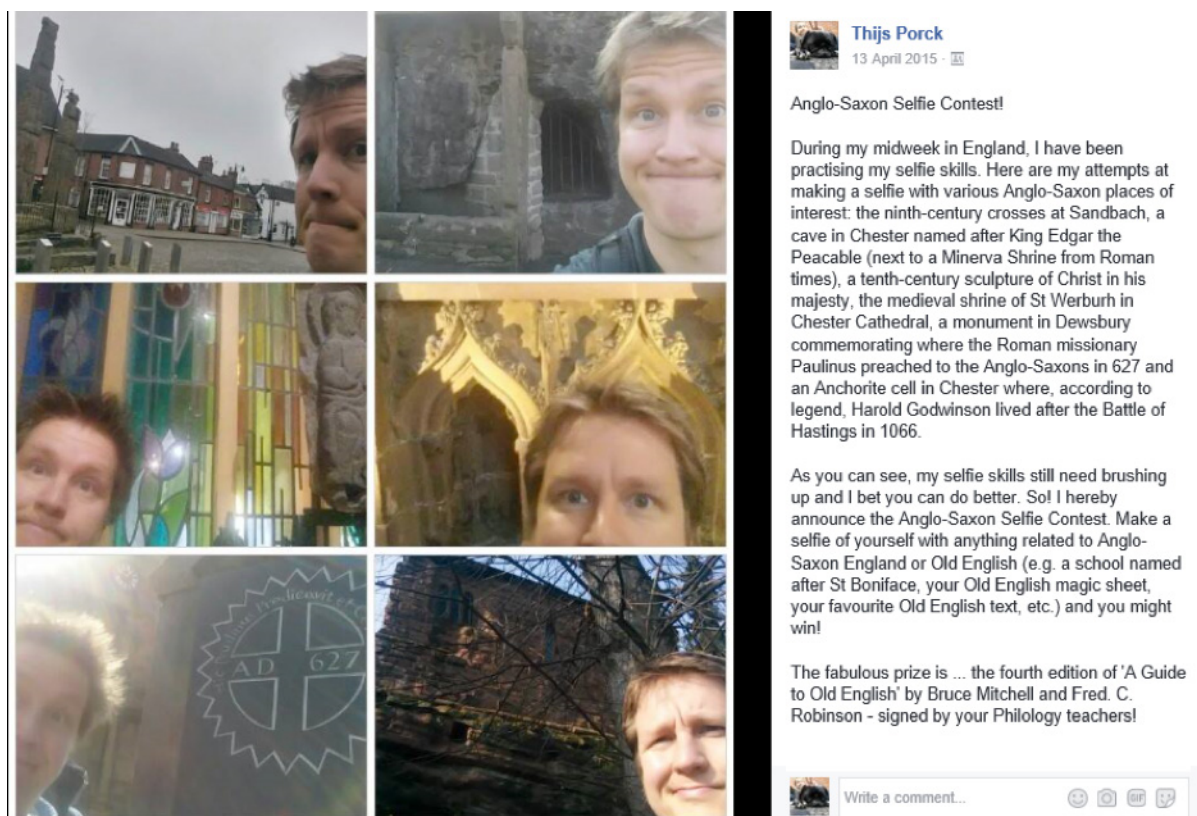 Thijs Porck
13 April 2015 ·
Anglo-Saxon Selfie Contest!
During my midweek in England, I have been
practising my selfie skills. Here are my attempts at
making a selfie with various Anglo-Saxon places of
interest: the ninth-century crosses at Sandbach, a
cave in Chester named after King Edgar the
Peacable (next to a Minerva Shrine from Roman
times), a tenth-century sculpture of Christ in his
majesty, the medieval shrine of St Werburh in
Chester Cathedral, a monument in Dewsbury
commemorating where the Roman missionary
Paulinus preached to the Anglo-Saxons in 627 and
an Anchorite cell in Chester where, according to
legend, Harold Godwinson lived after the Battle of
Hastings in 1066.
As you can see, my selfie skills still need brushing
up and I bet you can do better. So! I hereby
announce the Anglo-Saxon Selfie Contest. Make a
selfie of yourself with anything related to Anglo-
Saxon England or Old English (e.g. a school named
after St Boniface, your Old English magic sheet,
your favourite Old English text, etc.) and you might
win!
The fabulous prize is ... the fourth edition of 'A Guide
to Old English' by Bruce Mitchell and Fred. C.
Robinson - signed by your Philology teachers!
Write a comment...
GIF
AD 627